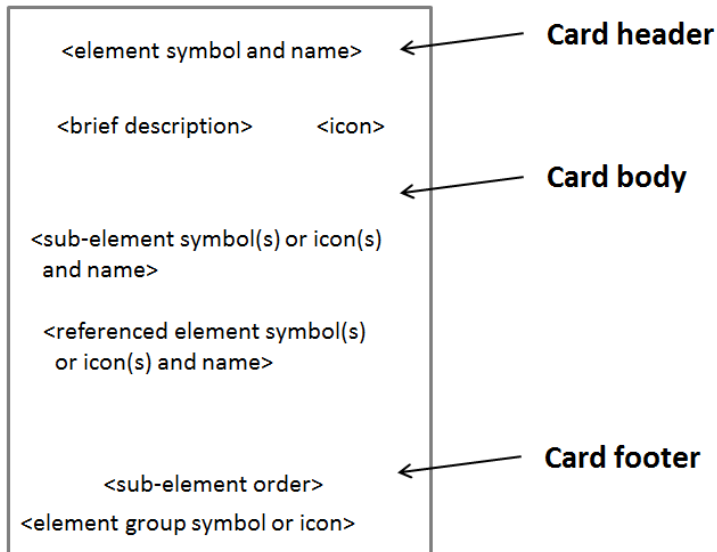 <element symbol and name>
Card header
<brief description> <icon>
Card body
<sub-element symbol(s) or icon(s)
and name>
<referenced element symbol(s)
or icon(s) and name>
Card footer
<sub-element order>
<element group symbol or icon>